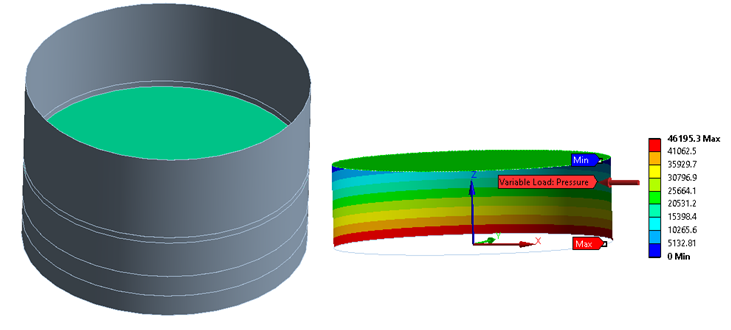 Min
Variable Load: Pressure
Z
Y
X
Max
46195.3 Max
41062.5
35929.7
30796.9
25664.1
20531.2
15398.4
10265.6
5132.81
0 Min